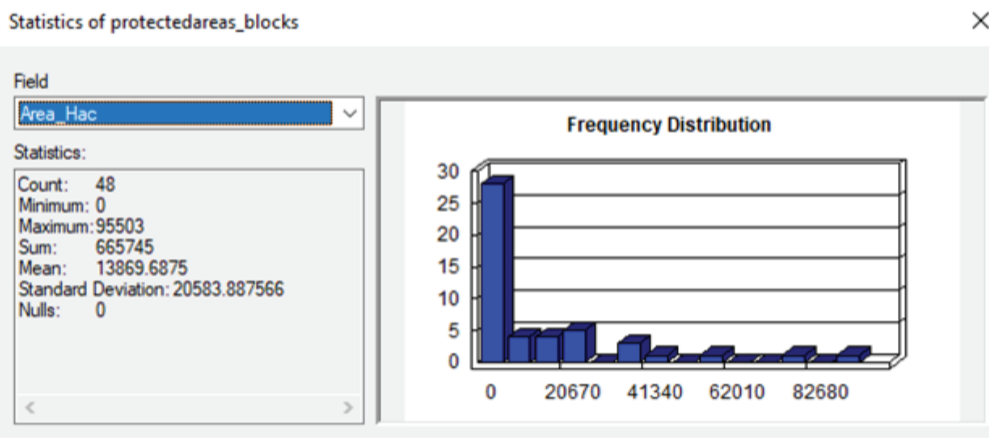 Statistics of protectedareas_blocks
Field
Area_Hac
Statistics:
Count: 48
Minimum: 0
Maximum: 95503
Sum: 665745
Mean: 13869.6875
Standard Deviation: 20583.887566
Nulls: 0
Frequency Distribution
30
25
20
15
10
5
0
0 20670 41340 62010 82680